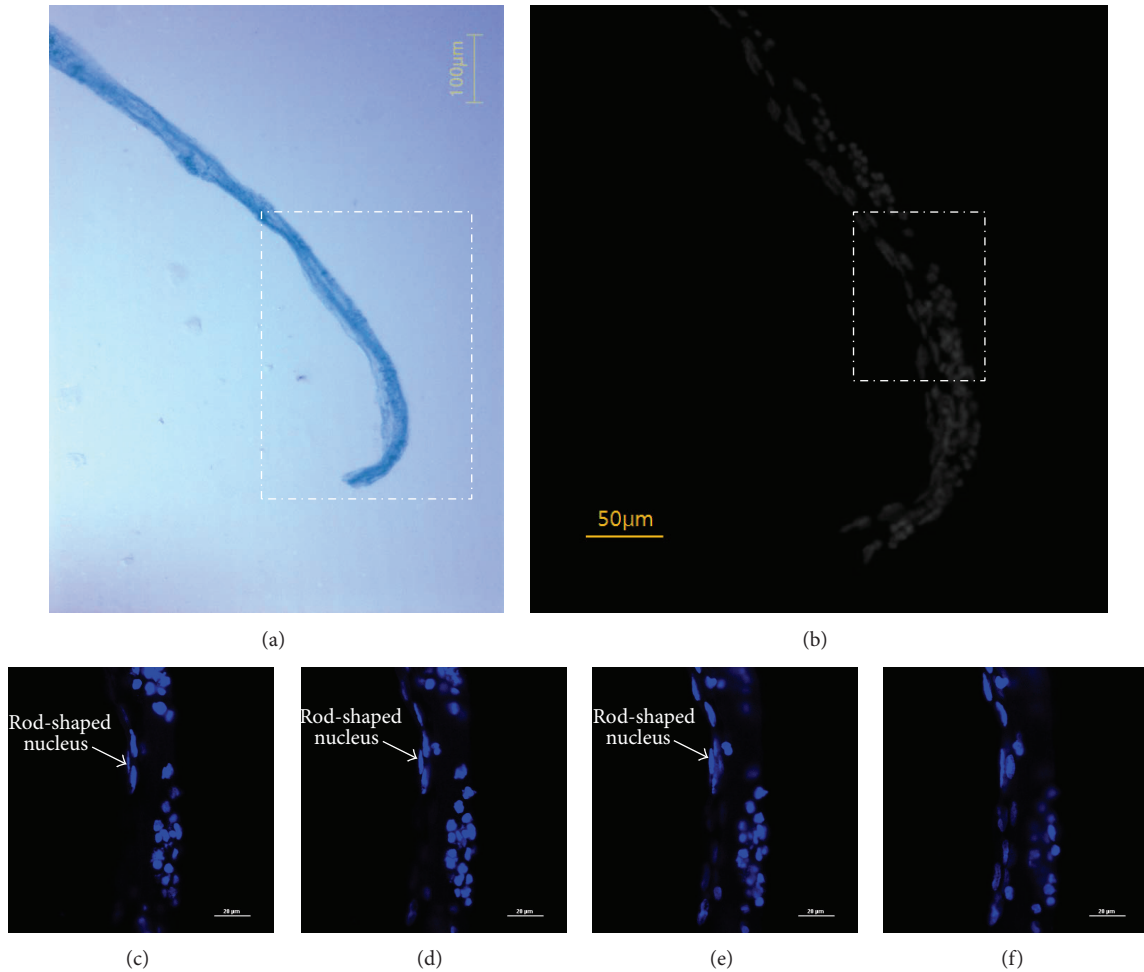 100µm
50µm
(a)
(b)
Rod-shaped
nucleus
20 µm
Rod-shaped
nucleus
20 µm
Rod-shaped
nucleus
20 µm
20 µm
(c)
(d)
(e)
(f)